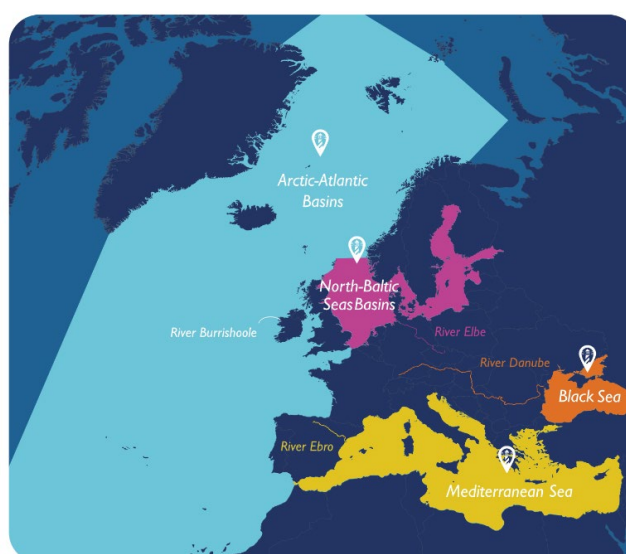 Arctic-Atlantic
Basins
North-Baltic
Seas Basins
River Burrishoole
River Elbe
River Danube
Black Sea
River Ebro
Mediterranean Sea